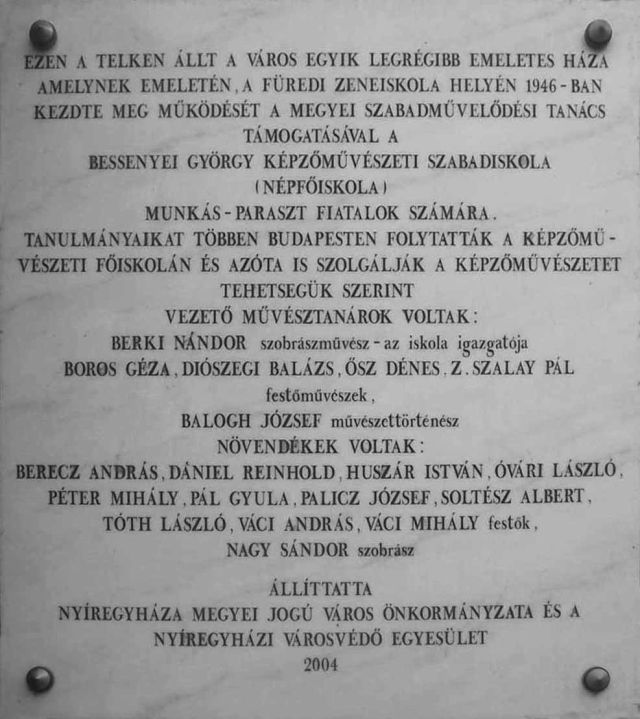 EZEN A TELKEN ÁLLT A VÁROS EGYIK LEGRÉGIBB EMELETES HÁZA
AMELYNEK EMELETÉN, A FÜREDI ZENEISKOLA HELYÉN 1946-BAN
KEZDTE MEG MŰKÖDÉSÉT A MEGYEI SZABADMŰVELŐDÉSI TANÁCS
TÁMOGATÁSÁVAL A
BESSENYEI GYÖRGY KÉPZŐMŰVÉSZETI SZABADISKOLA
(NÉPFŐISKOLA)
MUNKÁS-PARASZT FIATALOK SZÁMÁRA.
TANULMÁNYAIKAT TÖBBEN BUDAPESTEN FOLYTATTÁK A KÉPZŐMŰ-
VÉSZETI FŐISKOLÁN ÉS AZÓTA IS SZOLGÁLJÁK A KÉPZŐMŰVÉSZETET
TEHETSEGÜK SZERINT
VEZETŐ MŰVÉSZTANÁROK VOLTAK:
BERKI NÁNDOR szobrászművész - az iskola igazgatója
BOROS GÉZA, DIÓSZEGI BALÁZS, ŐSZ DÉNES, Z. SZALAY PÁL
festőművészek,
BALOGH JÓZSEF művészettörténész
NÖVENDÉKEK VOLTAK:
BERECZ ANDRÁS, DÁNIEL REINHOLD, HUSZÁR ISTVÁN, ÓVÁRI LÁSZLÓ,
PÉTER MIHÁLY, PÁL GYULA, PALICZ JÓZSEF, SOLTÉSZ ALBERT,
TÓTH LÁSZLÓ, VÁCI ANDRÁS, VÁCI MIHÁLY festők,
NAGY SÁNDOR szobrász
ÁLLÍTTATTA
NYÍREGYHÁZA MEGYEI JOGÚ VÁROS ÖNKORMÁNYZATA ÉS A
NYÍREGYHÁZI VÁROSVÉDŐ EGYESÜLET
2004